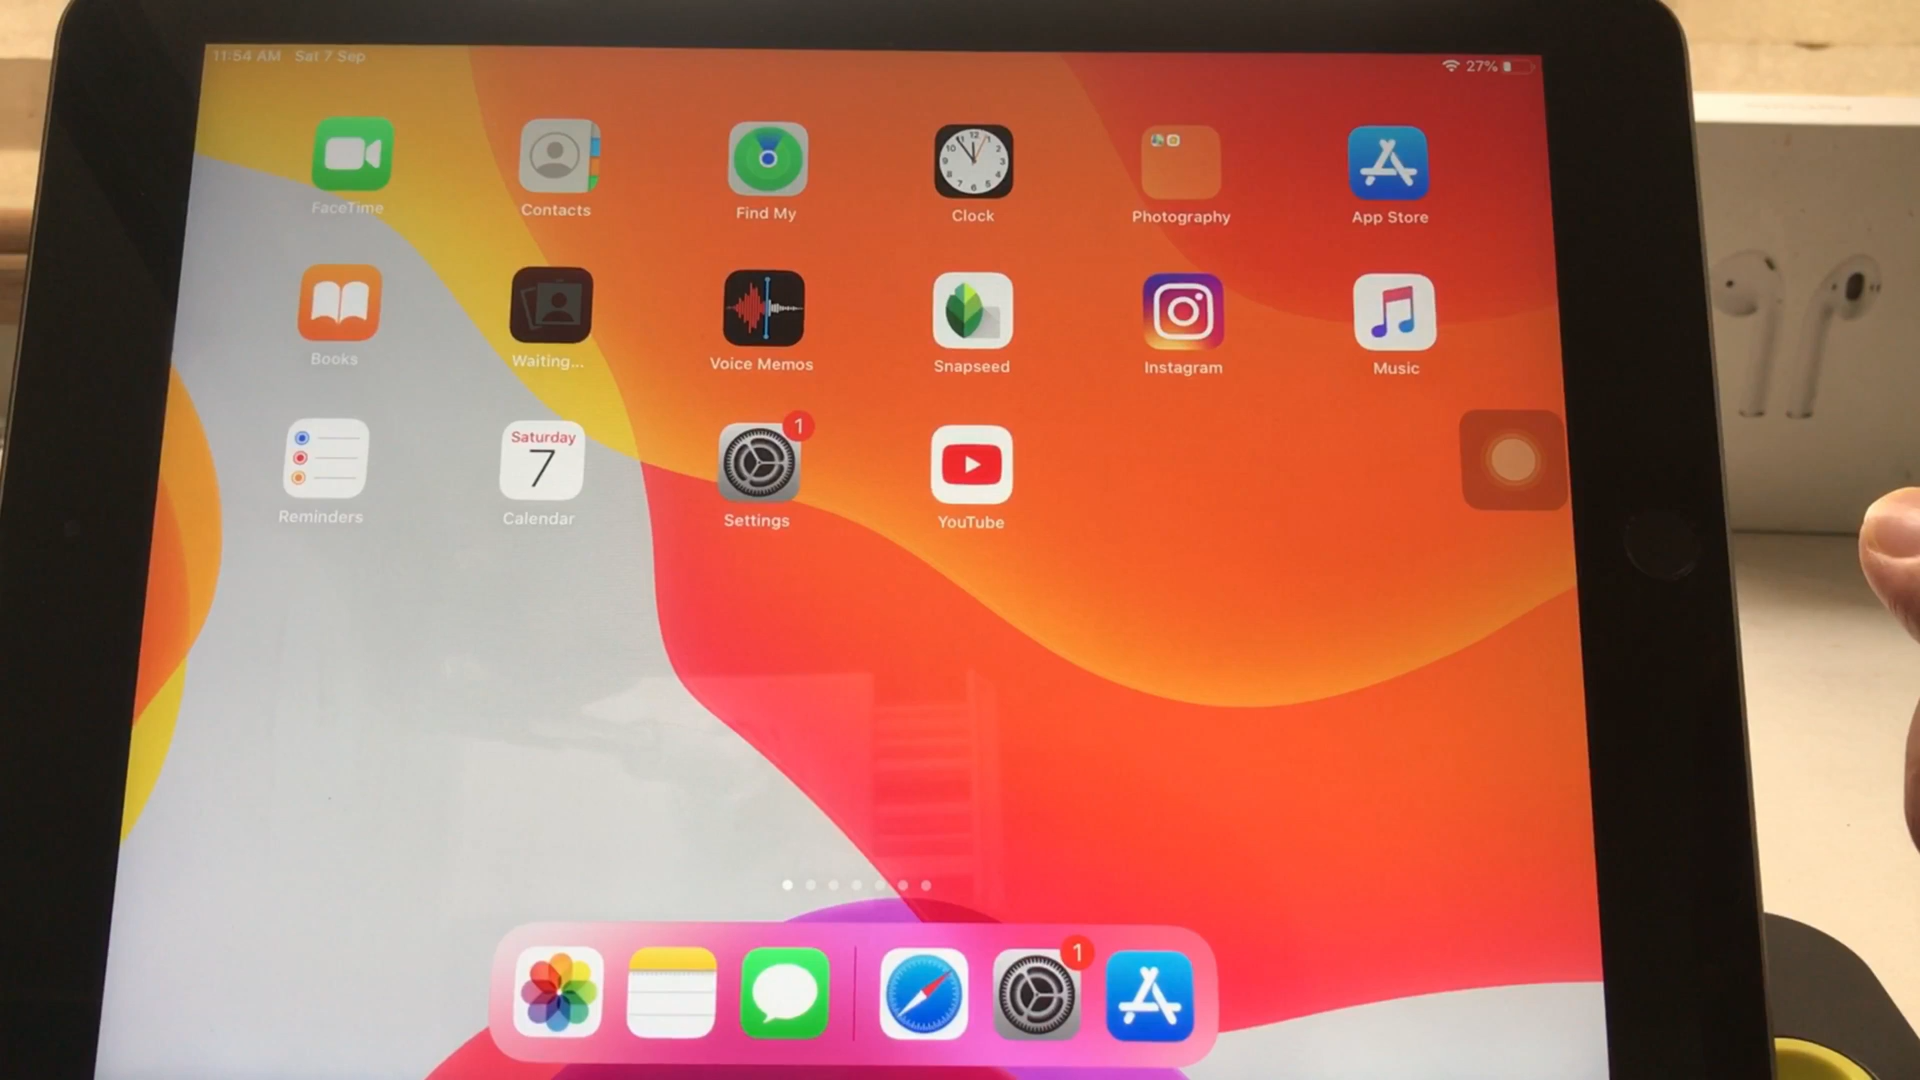 11:54 AM Sat 7 Sep
27%
FaceTime
Contacts
Find My
Clock
Photography
App Store
Books
Waiting...
Voice Memos
Snapseed
Instagram
Music
Saturday
7
1
Reminders
Calendar
Settings
YouTube
1